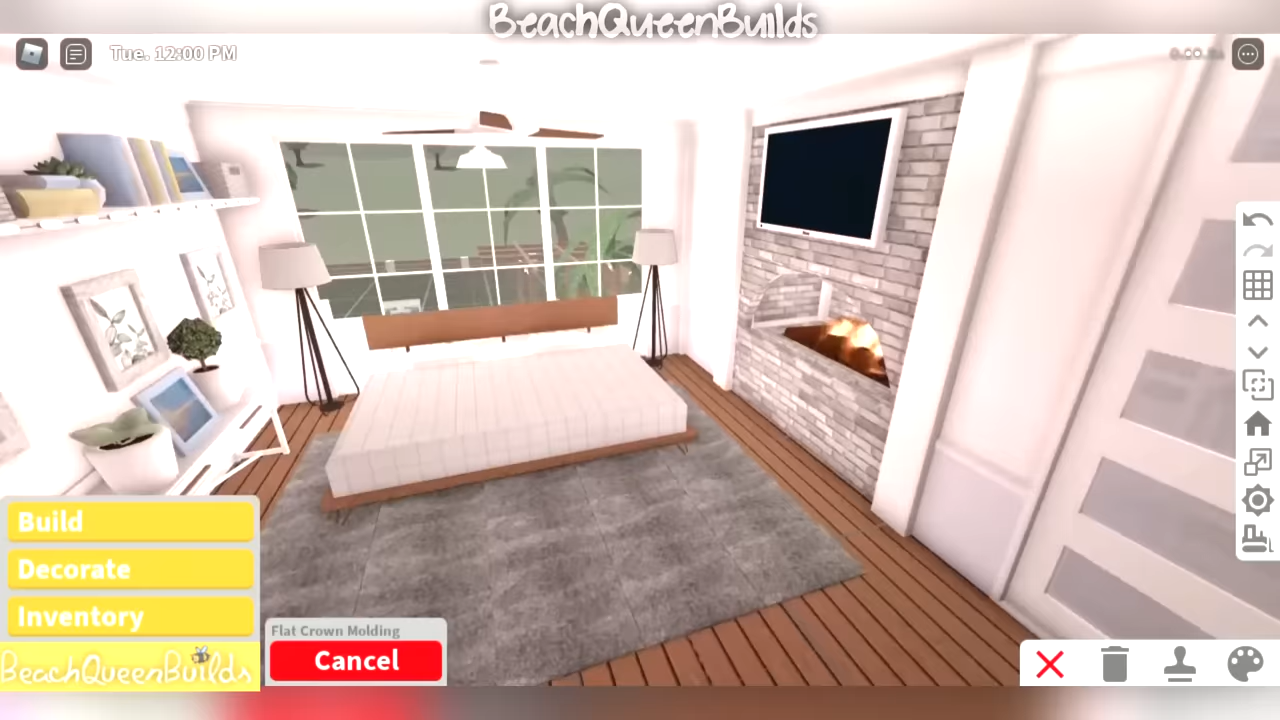 BeachQueenBuilds
Tue. 12:00 PM
Build
Decorate
Inventory
BeachQueenBuilds
Flat Crown Molding
Cancel